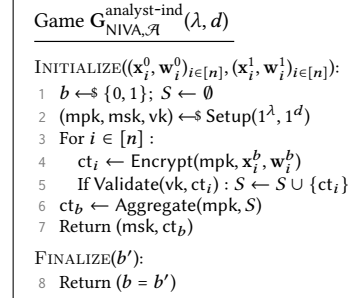 Game G^{analyst-ind}_{NIVA,𝒜}(λ, d)
INITIALIZE((x_i^0, w_i^0)_{i∈[n]}, (x_i^1, w_i^1)_{i∈[n]}):
1 b ←$ {0, 1}; S ← ∅
2 (mpk, msk, vk) ←$ Setup(1^λ, 1^d)
3 For i ∈ [n] :
4 ct_i ← Encrypt(mpk, x_i^b, w_i^b)
5 If Validate(vk, ct_i) : S ← S ∪ {ct_i}
6 ct_b ← Aggregate(mpk, S)
7 Return (msk, ct_b)
FINALIZE(b′):
8 Return (b = b′)